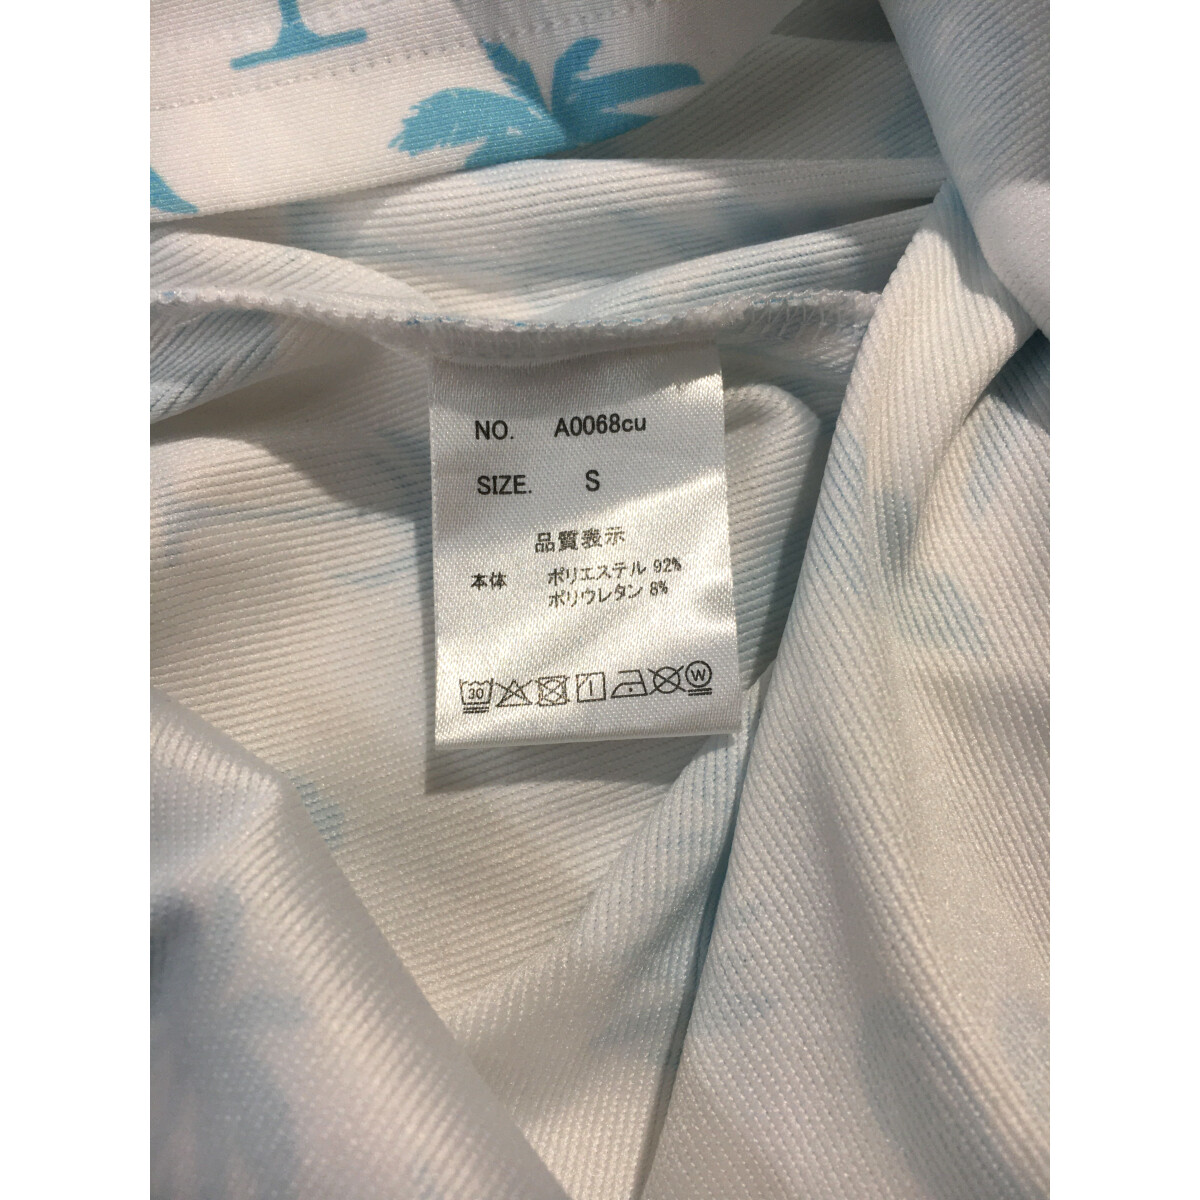 NO. A0068cu
SIZE. S
品質表示
本体 ポリエステル 92%
ポリウレタン 8%
30 W